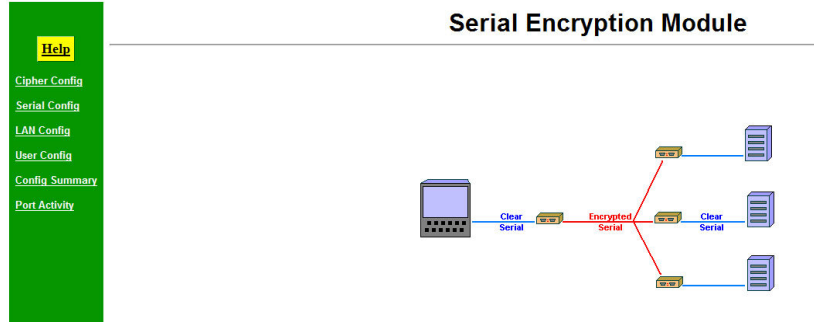 Serial Encryption Module
Help
Cipher Config
Serial Config
LAN Config
User Config
Config Summary
Port Activity
Clear
Serial
Encrypted
Serial
Clear
Serial